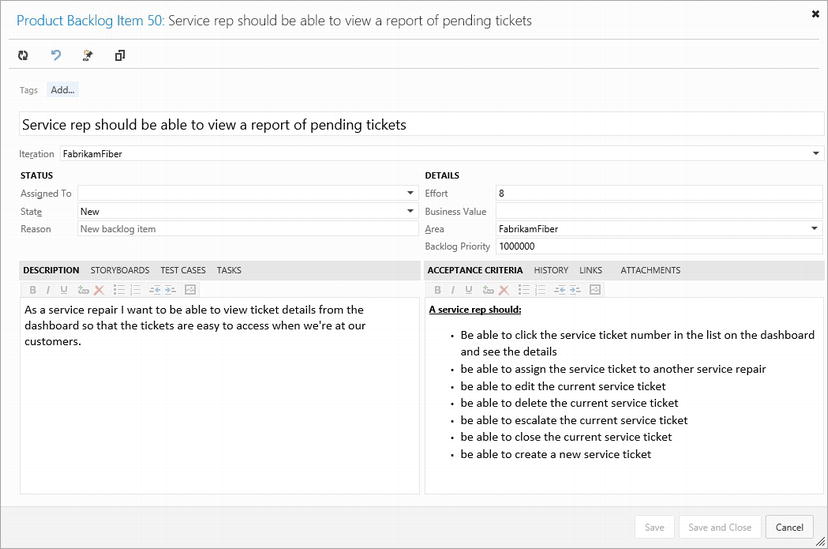 Product Backlog Item 50: Service rep should be able to view a report of pending tickets
Tags Add...
Service rep should be able to view a report of pending tickets
Iteration FabrikamFiber
STATUS
Assigned To
State New
Reason New backlog item
DETAILS
Effort 8
Business Value
Area FabrikamFiber
Backlog Priority 1000000
DESCRIPTION STORYBOARDS TEST CASES TASKS
B I U
As a service repair I want to be able to view ticket details from the
dashboard so that the tickets are easy to access when we're at our
customers.
ACCEPTANCE CRITERIA HISTORY LINKS ATTACHMENTS
B I U
A service rep should:
• Be able to click the service ticket number in the list on the dashboard
and see the details
• be able to assign the service ticket to another service repair
• be able to edit the current service ticket
• be able to delete the current service ticket
• be able to escalate the current service ticket
• be able to close the current service ticket
• be able to create a new service ticket
Save Save and Close Cancel